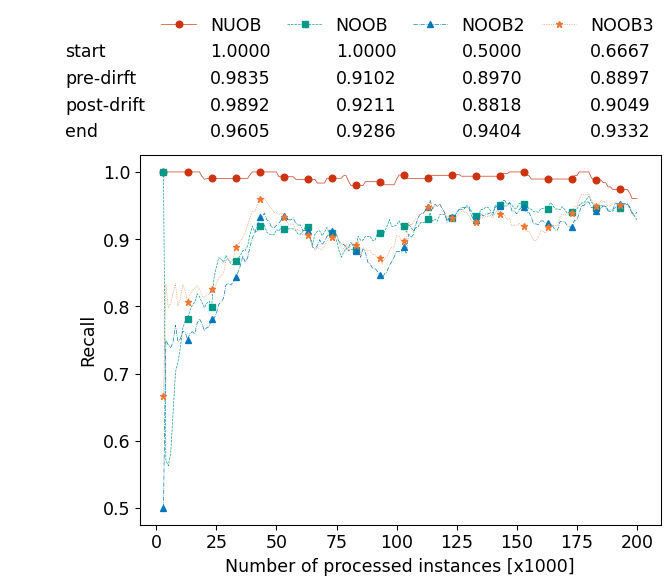 NUOB NOOB NOOB2 NOOB3
start 1.0000 1.0000 0.5000 0.6667
pre-dirft 0.9835 0.9102 0.8970 0.8897
post-drift 0.9892 0.9211 0.8818 0.9049
end 0.9605 0.9286 0.9404 0.9332
1.0
0.9
0.8
0.7
0.6
0.5
Recall
0 25 50 75 100 125 150 175 200
Number of processed instances [x1000]